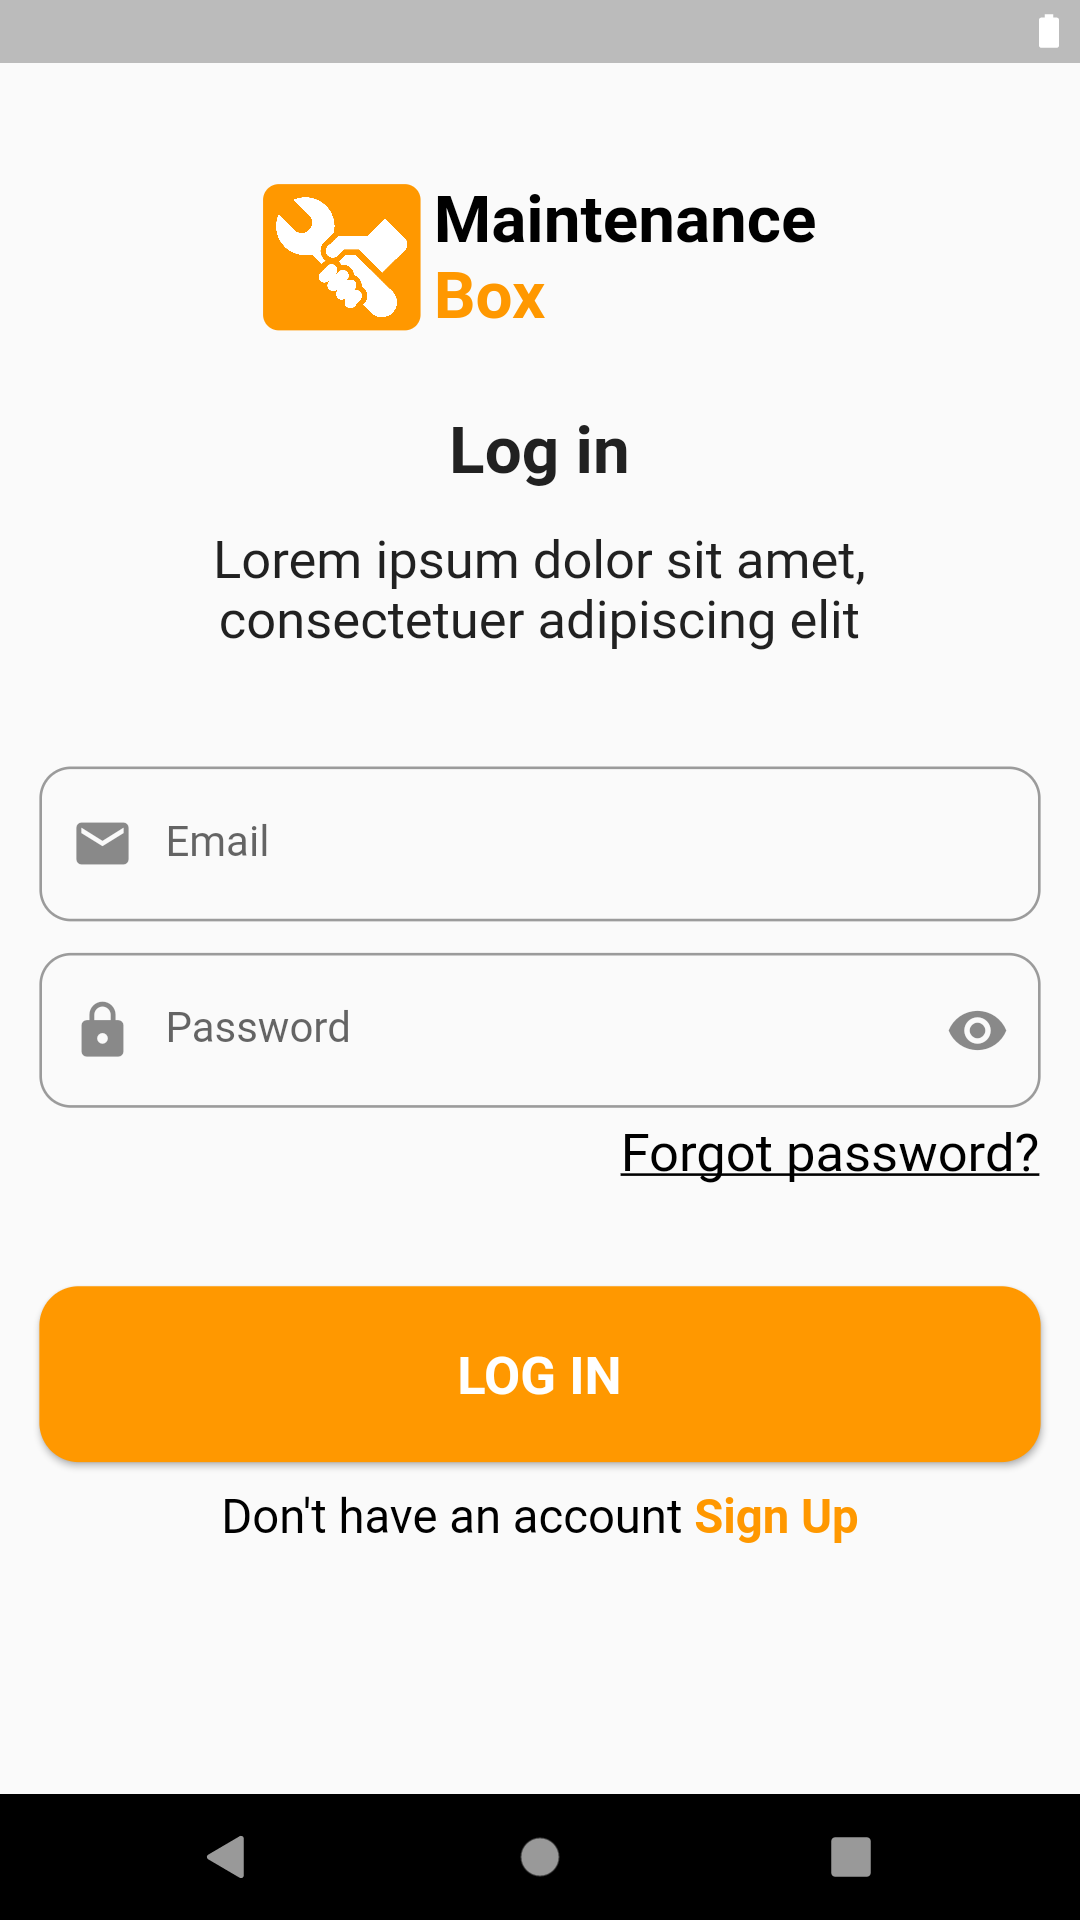 Maintenance
Box
Log in
Lorem ipsum dolor sit amet,
consectetuer adipiscing elit
Email
Password
Forgot password?
LOG IN
Don't have an account Sign Up